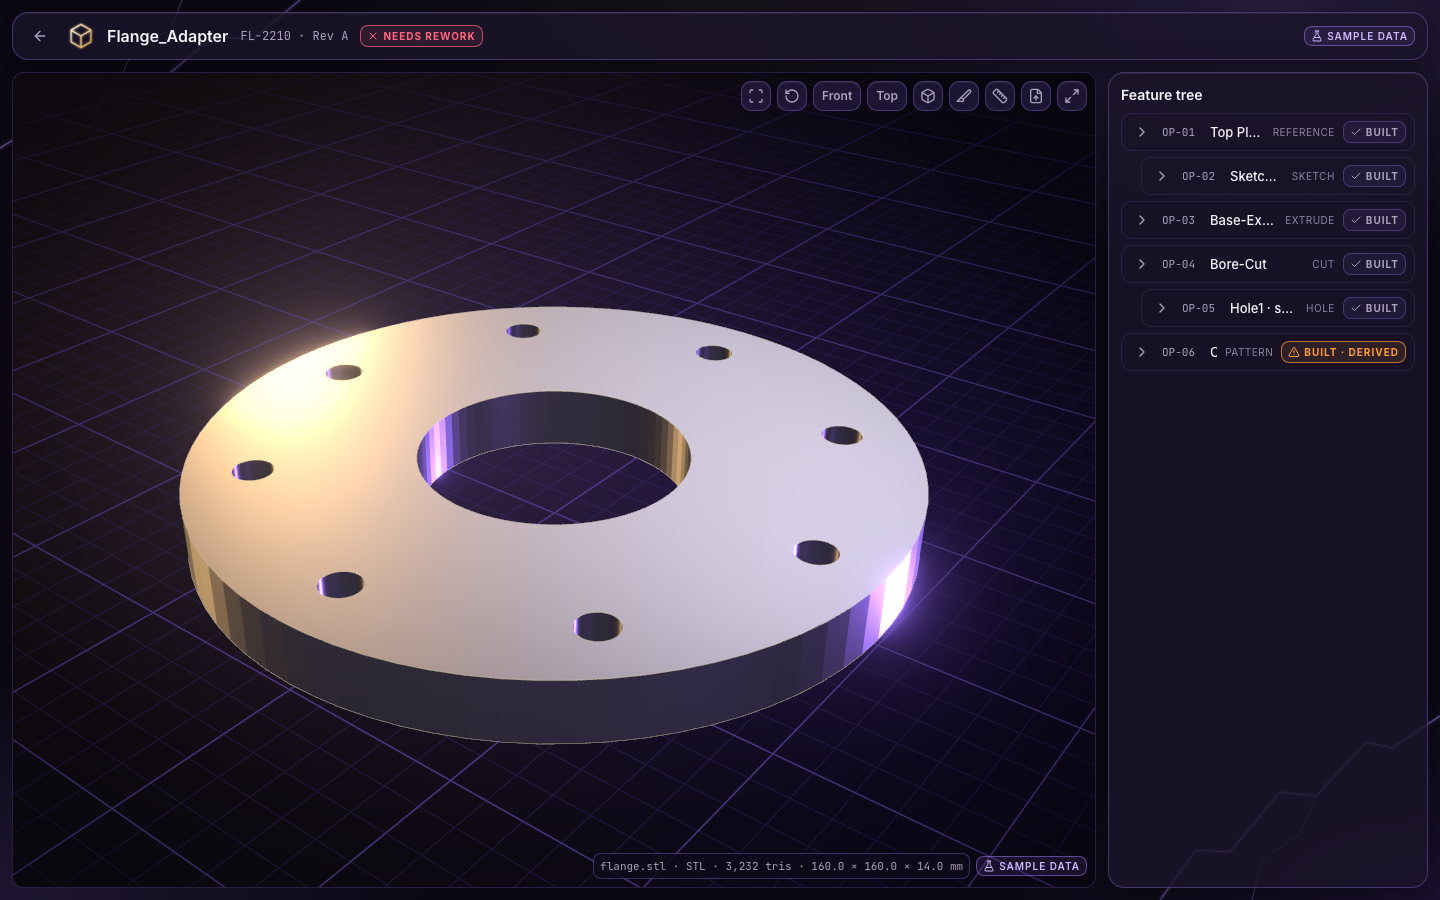 Flange_Adapter FL-2210 · Rev A NEEDS REWORK SAMPLE DATA
Front Top
Feature tree
OP-01 Top Pl... REFERENCE BUILT
OP-02 Sketc... SKETCH BUILT
OP-03 Base-Ex... EXTRUDE BUILT
OP-04 Bore-Cut CUT BUILT
OP-05 Hole1 · s... HOLE BUILT
OP-06 PATTERN BUILT · DERIVED
flange.stl · STL · 3,232 tris · 160.0 × 160.0 × 14.0 mm SAMPLE DATA